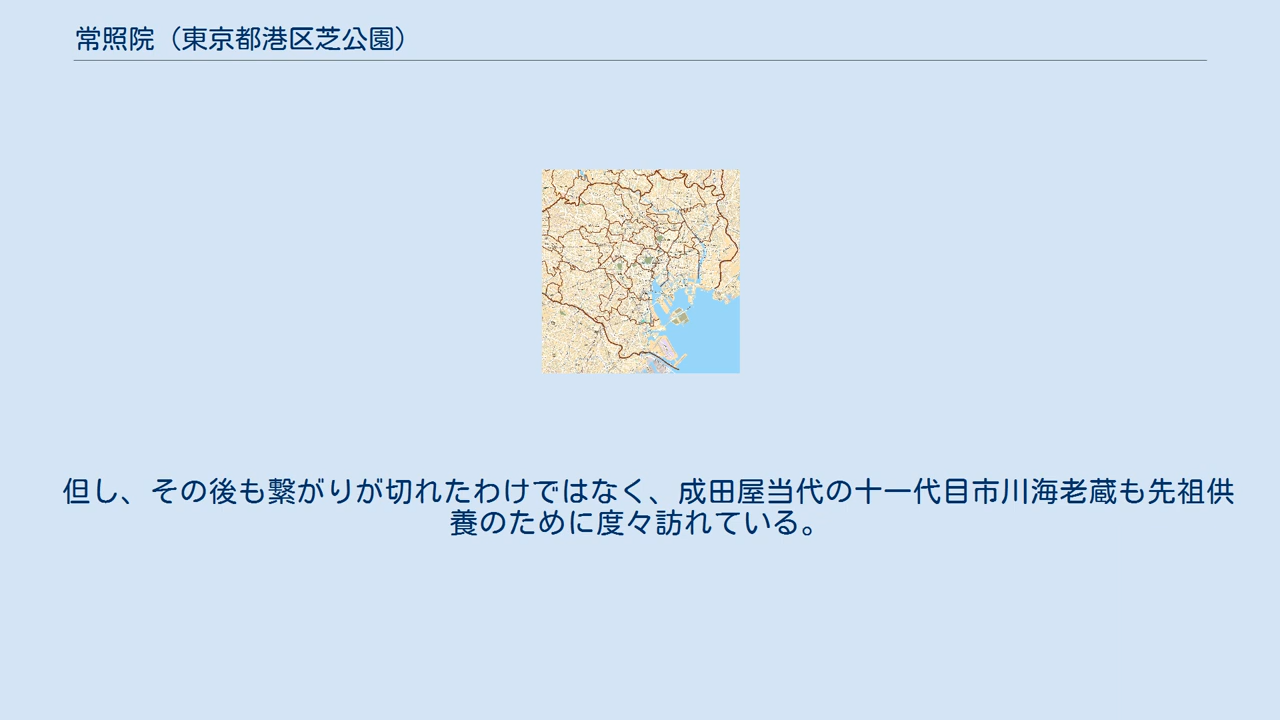 常照院（東京都港区芝公園）
但し、その後も繋がりが切れたわけではなく、成田屋当代の十一代目市川海老蔵も先祖供
養のために度々訪れている。